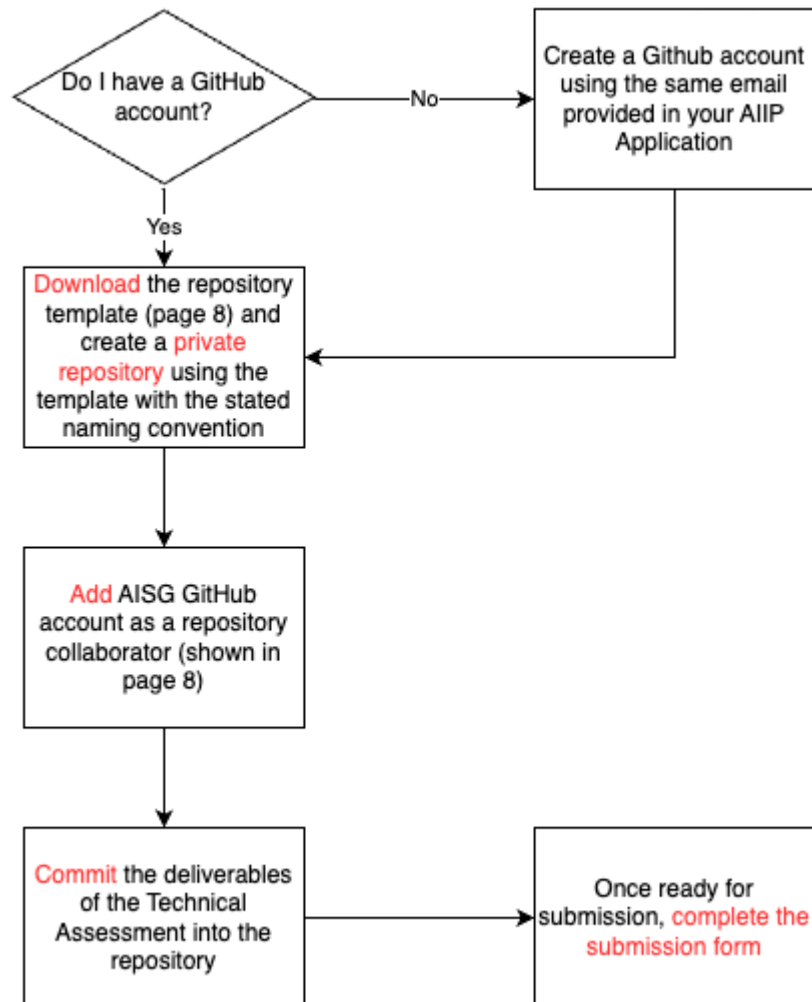 Do I have a GitHub
account?
No
Create a Github account
using the same email
provided in your AIIP
Application
Yes
Download the repository
template (page 8) and
create a private
repository using the
template with the stated
naming convention
Add AISG GitHub
account as a repository
collaborator (shown in
page 8)
Commit the deliverables
of the Technical
Assessment into the
repository
Once ready for
submission, complete the
submission form